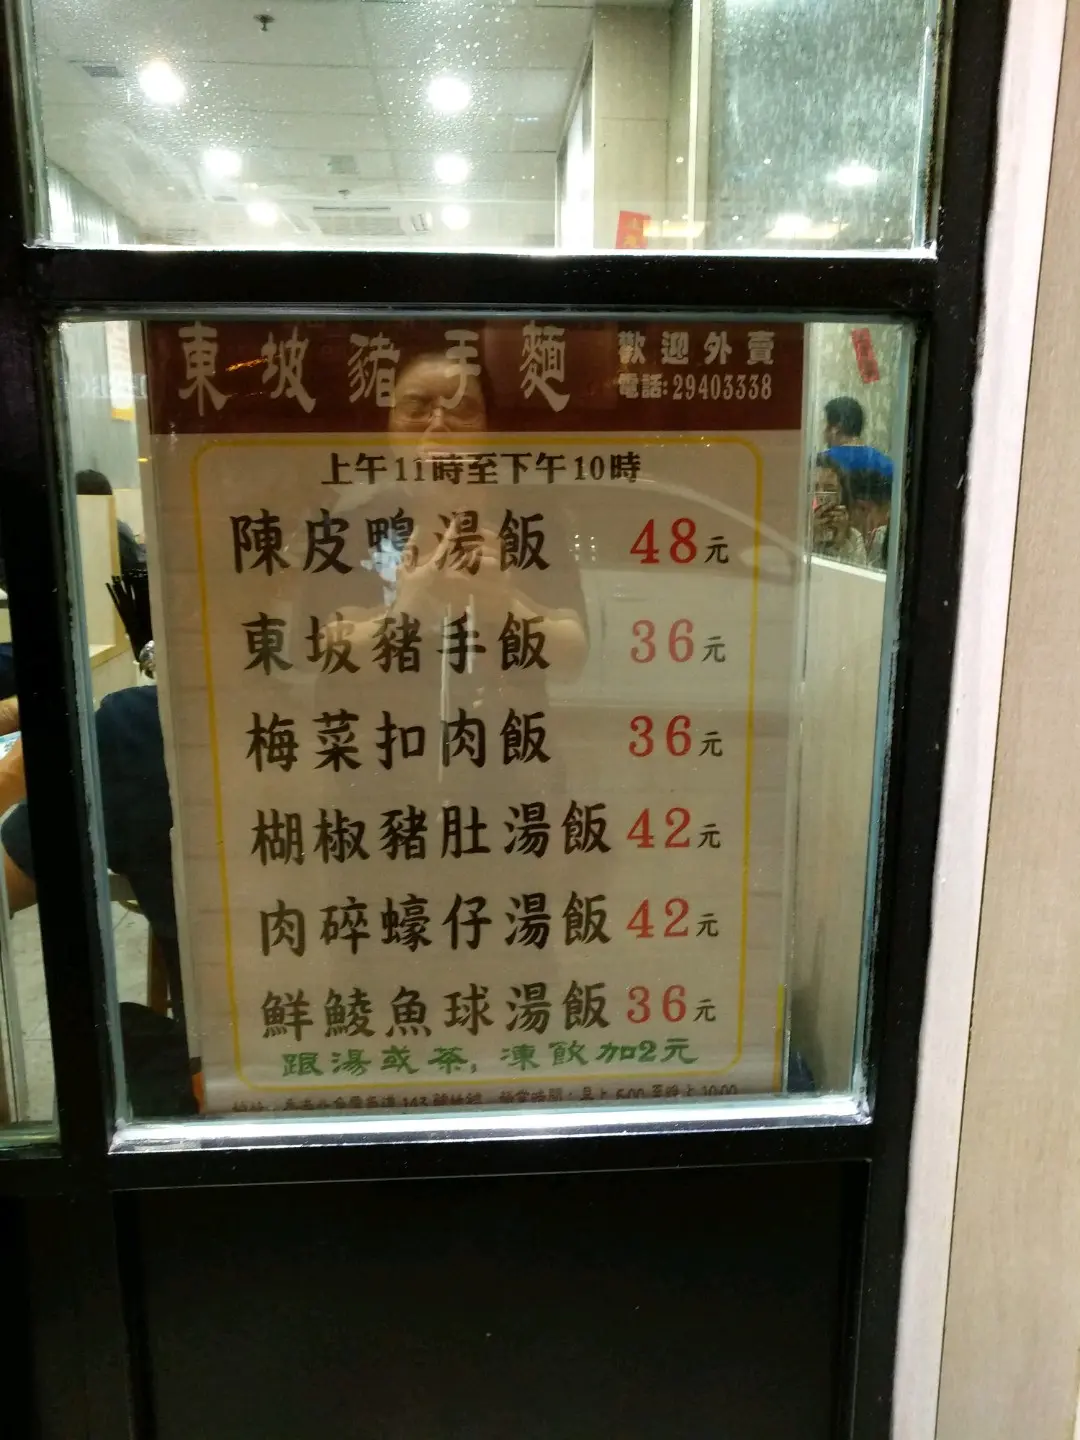 東坡豬手麵
歡迎外賣
電話:29403338
上午11時至下午10時
陳皮鴨湯飯 48元
東坡豬手飯 36元
梅菜扣肉飯 36元
楜椒豬肚湯飯 42元
肉碎蠔仔湯飯 42元
鮮鯪魚球湯飯 36元
跟湯或茶,凍飲加2元
143